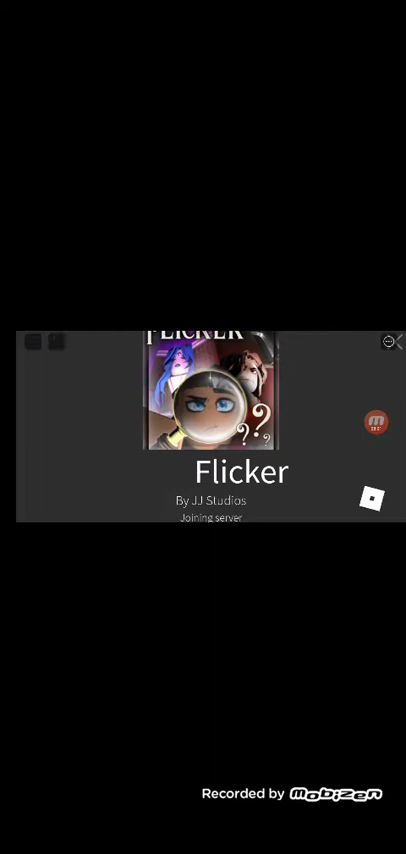 FLICKER
? ? ?
Flicker
By JJ Studios
Joining server
Recorded by mobizen